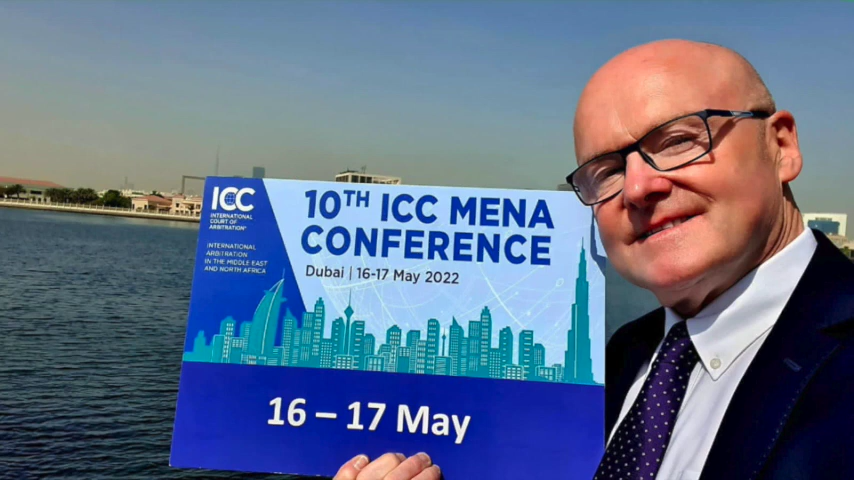 ICC
INTERNATIONAL
COURT OF
ARBITRATION®
INTERNATIONAL
ARBITRATION
IN THE MIDDLE EAST
AND NORTH AFRICA
10TH ICC MENA
CONFERENCE
Dubai | 16-17 May 2022
16 – 17 May